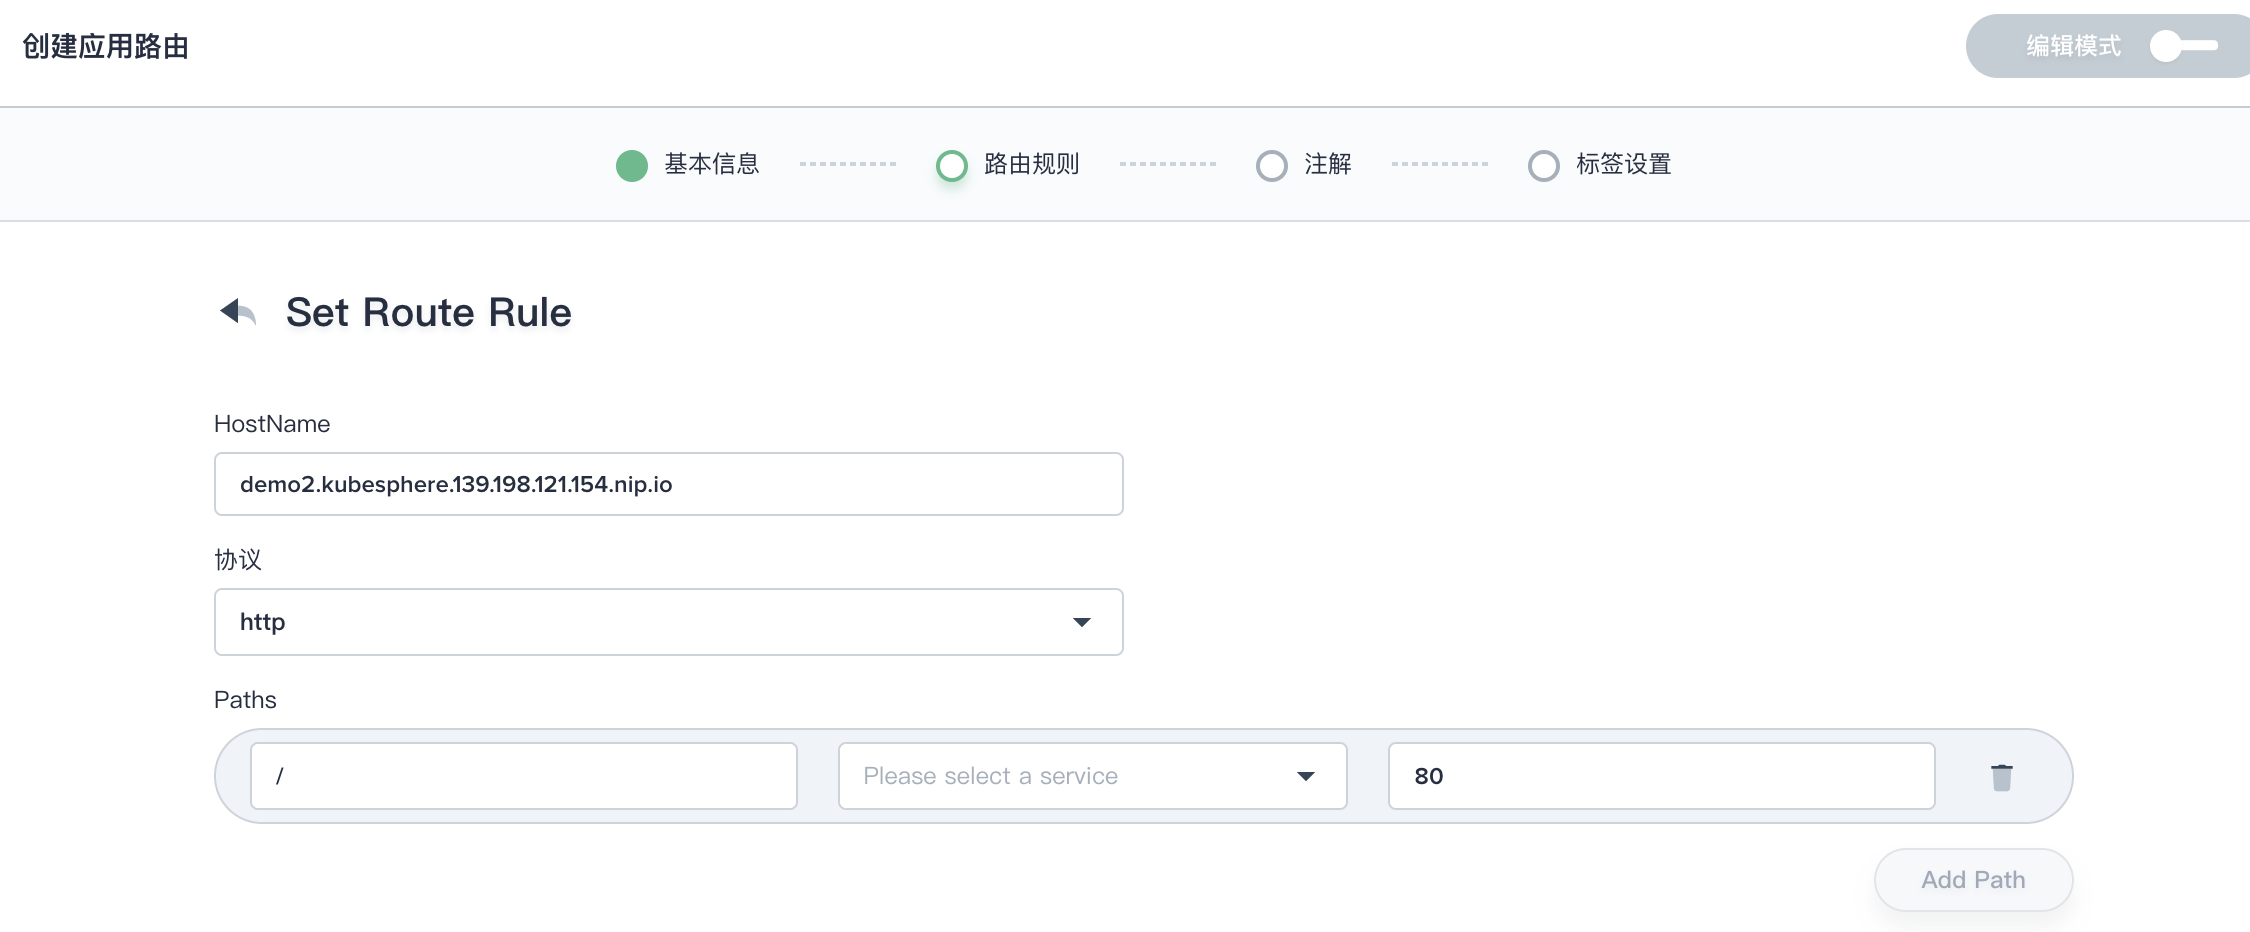 创建应用路由
编辑模式
基本信息
路由规则
注解
标签设置
Set Route Rule
HostName
demo2.kubesphere.139.198.121.154.nip.io
协议
http
Paths
/
Please select a service
80
Add Path